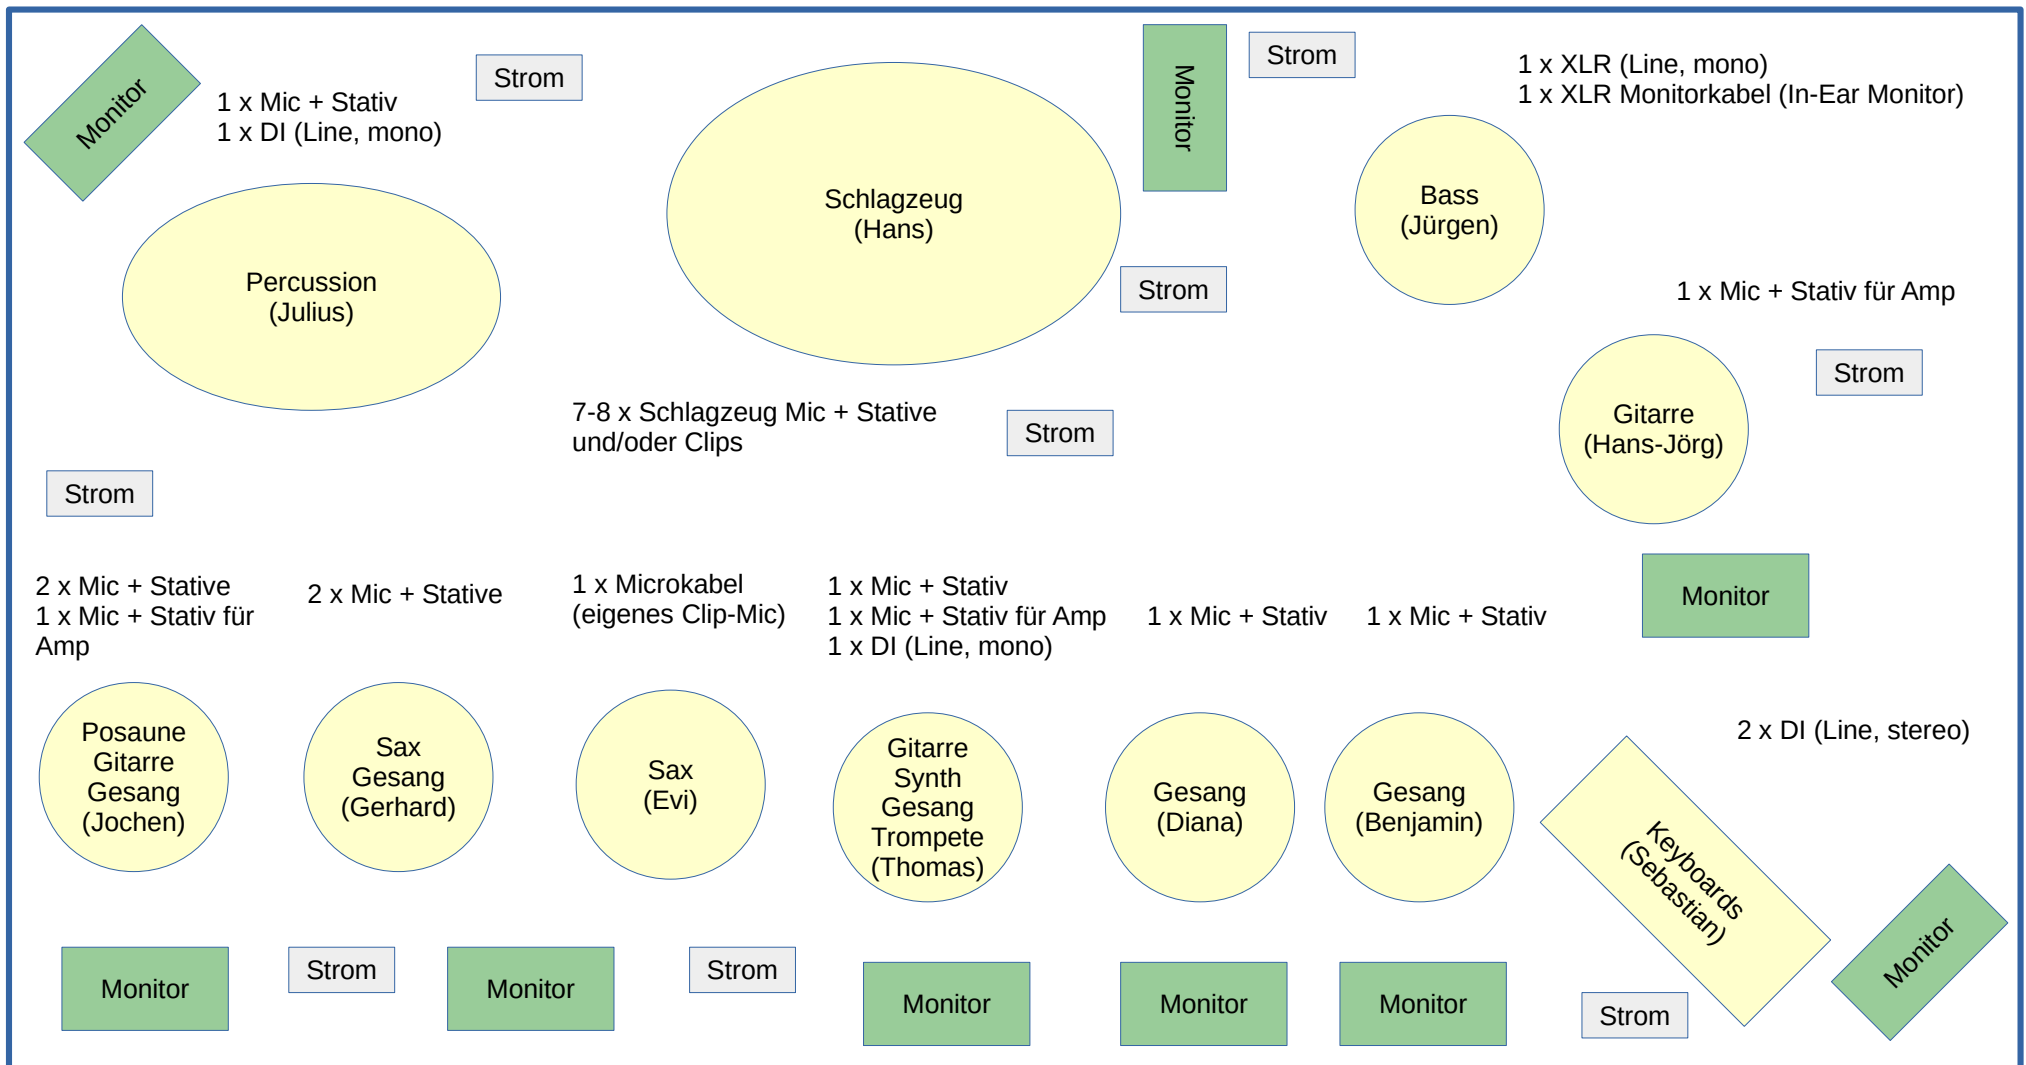 Monitor
1 x Mic + Stativ
1 x DI (Line, mono)
Strom
Monitor
Strom
1 x XLR (Line, mono)
1 x XLR Monitorkabel (In-Ear Monitor)
Schlagzeug
(Hans)
Bass
(Jürgen)
Percussion
(Julius)
Strom
1 x Mic + Stativ für Amp
Strom
7-8 x Schlagzeug Mic + Stative
und/oder Clips
Strom
Gitarre
(Hans-Jörg)
Strom
2 x Mic + Stative
1 x Mic + Stativ für
Amp
2 x Mic + Stative
1 x Microkabel
(eigenes Clip-Mic)
1 x Mic + Stativ
1 x Mic + Stativ für Amp
1 x DI (Line, mono)
1 x Mic + Stativ
1 x Mic + Stativ
Monitor
Posaune
Gitarre
Gesang
(Jochen)
Sax
Gesang
(Gerhard)
Sax
(Evi)
Gitarre
Synth
Gesang
Trompete
(Thomas)
Gesang
(Diana)
Gesang
(Benjamin)
2 x DI (Line, stereo)
Keyboards
(Sebastian)
Monitor
Monitor
Strom
Monitor
Strom
Monitor
Monitor
Monitor
Strom